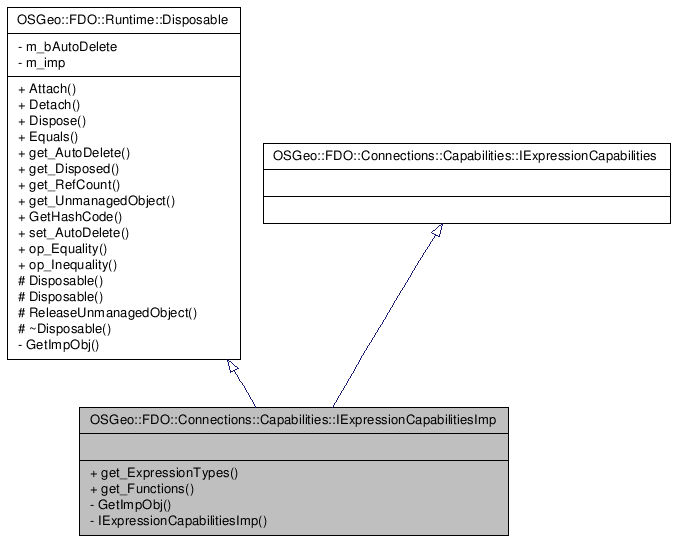 OSGeo::FDO::Runtime::Disposable
- m_bAutoDelete
- m_imp
+ Attach()
+ Detach()
+ Dispose()
+ Equals()
+ get_AutoDelete()
+ get_Disposed()
+ get_RefCount()
+ get_UnmanagedObject()
+ GetHashCode()
+ set_AutoDelete()
+ op_Equality()
+ op_Inequality()
# Disposable()
# Disposable()
# ReleaseUnmanagedObject()
# ~Disposable()
- GetImpObj()
OSGeo::FDO::Connections::Capabilities::IExpressionCapabilities
OSGeo::FDO::Connections::Capabilities::IExpressionCapabilitiesImp
+ get_ExpressionTypes()
+ get_Functions()
- GetImpObj()
- IExpressionCapabilitiesImp()